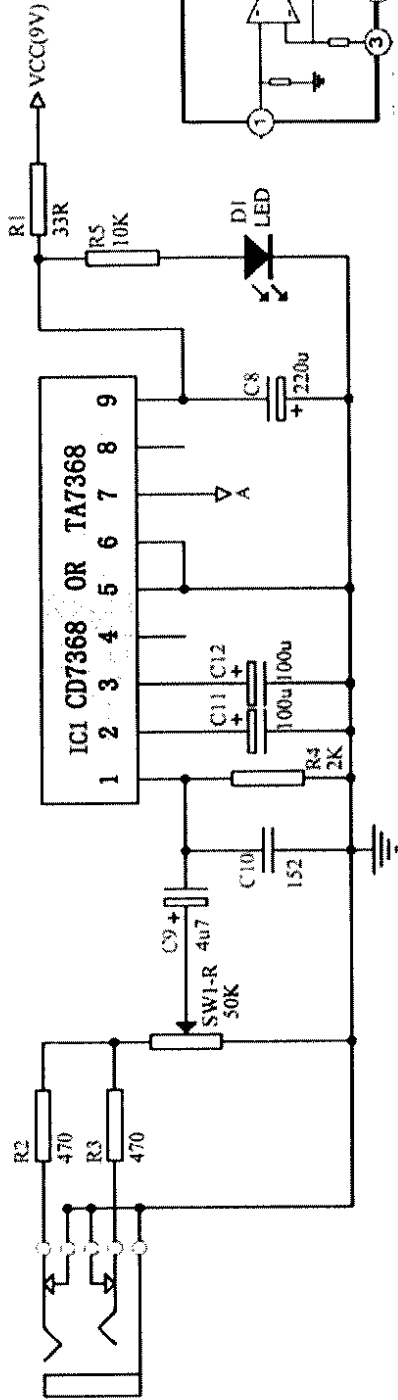 R2
470
R3
470
SW1-R
50K
C9 +
4u7
C10
152
R4
2K
IC1 CD7368 OR TA7368
1 2 3 4 5 6 7 8 9
C11
+
100u
C12
+
100u
A
C8
+
220u
R1
33R
VCC(9V)
R5
10K
D1
LED
1
3